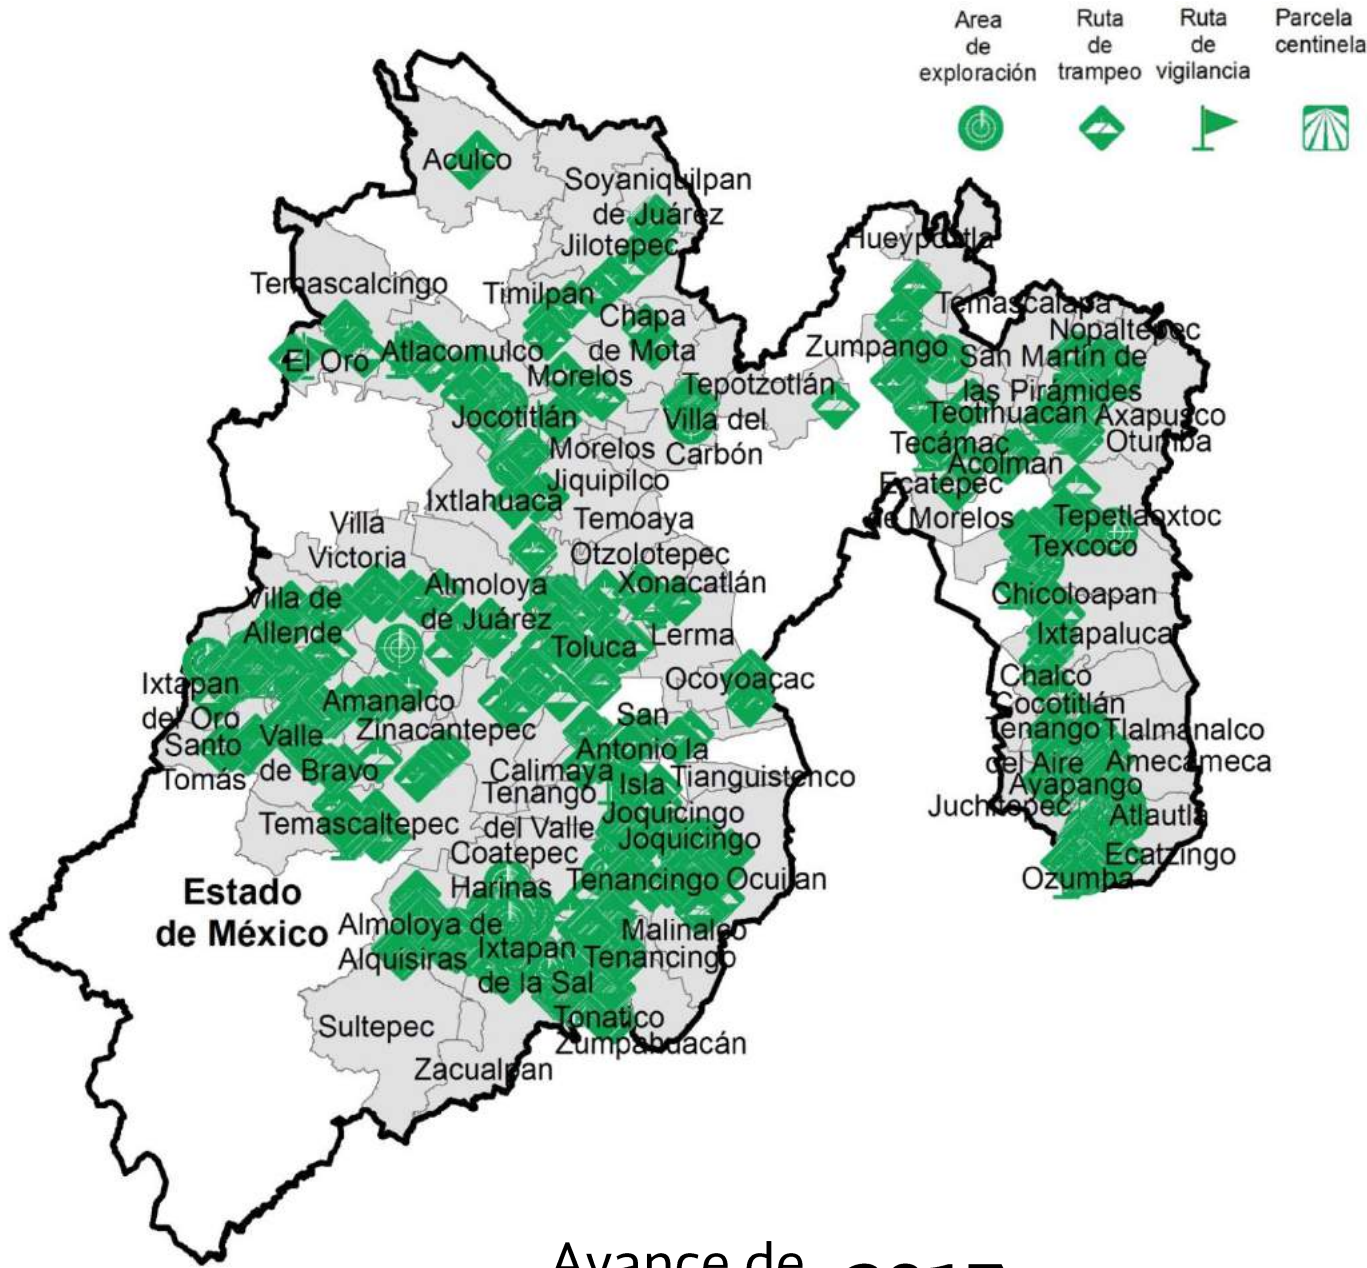 Area
de
exploración
Ruta
de
trampeo
Ruta
de
vigilancia
Parcela
centinela
Aculco
Soyaniquilpan
de Juárez
Jilotepec
Hueypoxtla
Temascalcingo
Timilpan
Chapa
de Mota
Temascalapa
Nopaltepec
El Oro
Atlacomulco
Zumpango
San Martín de
las Pirámides
Morelos
Tepotzotlán
Jocotitlán
Villa del
Carbón
Teotihuacán
Axapusco
Otumba
Tecámac
Acolman
Morelos
Jiquipilco
Ixtlahuaca
Ecatepec
de Morelos
Tepetlaoxtoc
Texcoco
Villa
Victoria
Temoaya
Otzolotepec
Xonacatlán
Almoloya
de Juárez
Villa de
Allende
Chicoloapan
Ixtapaluca
Toluca
Lerma
Ixtapan
del Oro
Amanalco
Ocoyoacac
Chalco
Cocotitlán
Santo
Tomás
Valle
de Bravo
Zinacantepec
San
Antonio la
Isla
Tenango
del Aire
Tlalmanalco
Amecameca
Ayapango
Calimaya
Tenango
del Valle
Tianguistenco
Joquicingo
Joquicingo
Juchitepec
Atlautla
Temascaltepec
Coatepec
Harinas
Tenancingo
Ocuilan
Ecatzingo
Ozumba
Estado
de México
Almoloya de
Alquisiras
Ixtapan
de la Sal
Malinalco
Tenancingo
Sultepec
Tonatico
Zumpahuacán
Zacualpan
Avance de
2017